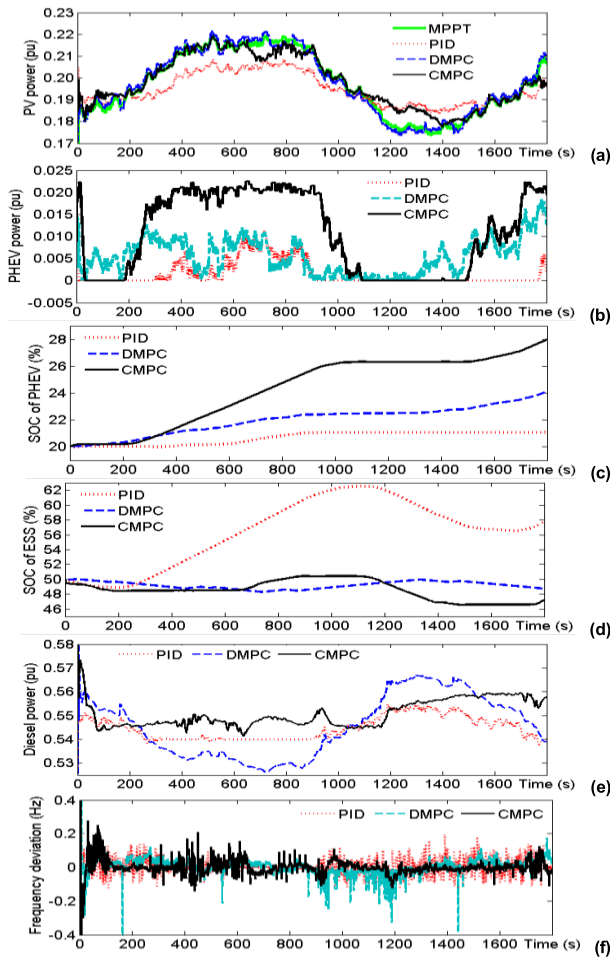 0.23
0.22
0.21
0.20
0.19
0.18
0.17
PV power (pu)
MPPT
PID
DMPC
CMPC
0 200 400 600 800 1000 1200 1400 1600 Time (s)
(a)
0.025
0.020
0.015
0.010
0.005
0
-0.005
PHEV power (pu)
PID
DMPC
CMPC
0 200 400 600 800 1000 1200 1400 1600 Time (s)
(b)
28
26
24
22
20
SOC of PHEV (%)
PID
DMPC
CMPC
0 200 400 600 800 1000 1200 1400 1600 Time (s)
(c)
62
60
58
56
54
52
50
48
46
SOC of ESS (%)
PID
DMPC
CMPC
0 200 400 600 800 1000 1200 1400 1600 Time (s)
(d)
0.58
0.57
0.56
0.55
0.54
0.53
Diesel power (pu)
PID DMPC CMPC
0 200 400 600 800 1000 1200 1400 1600 Time (s)
(e)
0.4
0.2
0
-0.2
-0.4
Frequency deviation (Hz)
PID DMPC CMPC
0 200 400 600 800 1000 1200 1400 1600 Time (s)
(f)